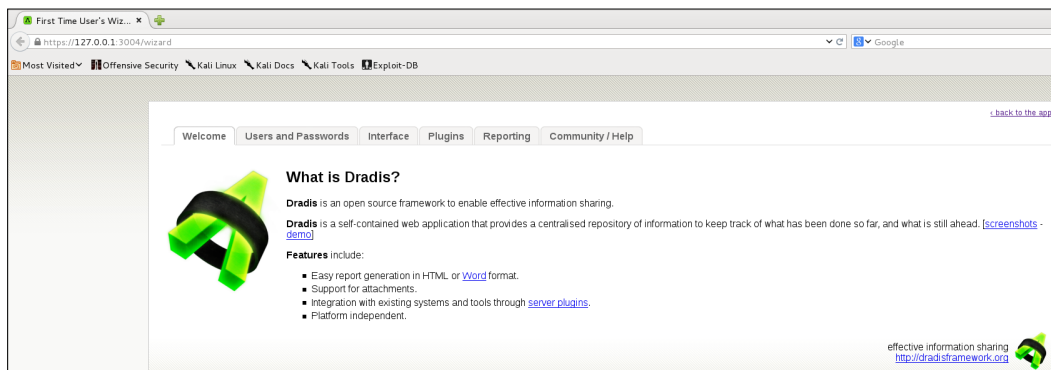 First Time User's Wiz...
https://127.0.0.1:3004/wizard
Google
Most Visited Offensive Security Kali Linux Kali Docs Kali Tools Exploit-DB
‹ back to the app
Welcome Users and Passwords Interface Plugins Reporting Community / Help
What is Dradis?
Dradis is an open source framework to enable effective information sharing.
Dradis is a self-contained web application that provides a centralised repository of information to keep track of what has been done so far, and what is still ahead. [screenshots -
demo]
Features include:
Easy report generation in HTML or Word format.
Support for attachments.
Integration with existing systems and tools through server plugins.
Platform independent.
effective information sharing
http://dradisframework.org